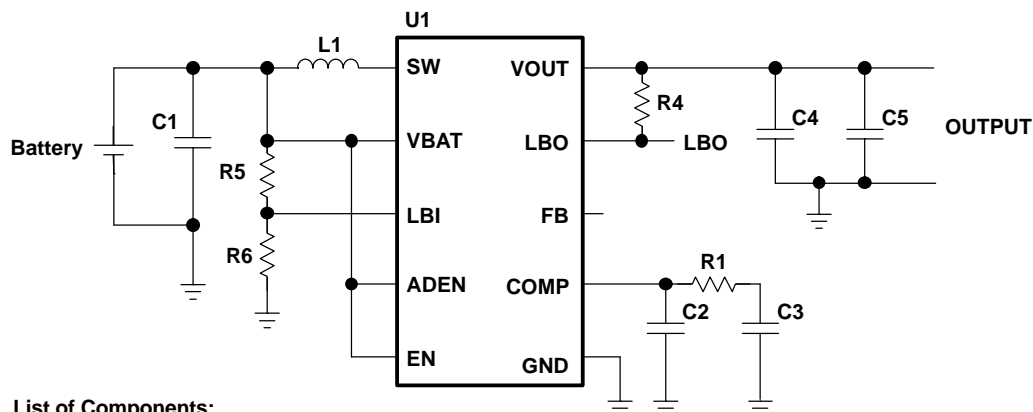 U1
L1
SW
VOUT
R4
C1
C4
C5
OUTPUT
Battery
VBAT
LBO
LBO
R5
LBI
FB
R6
R1
ADEN
COMP
C2
C3
EN
GND
List of Components: